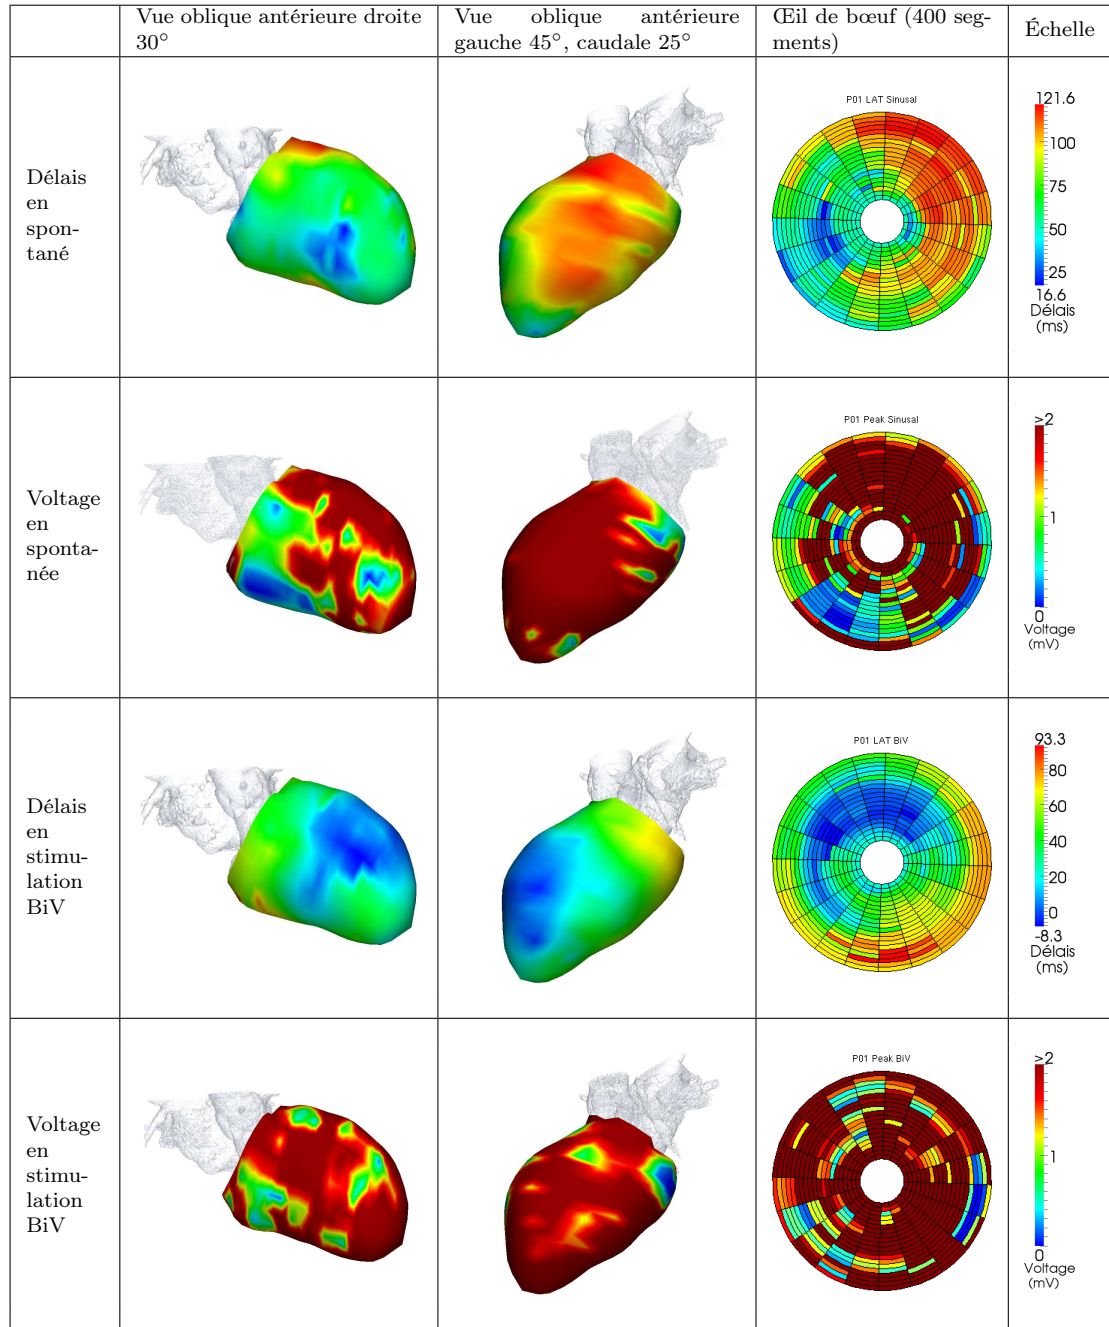 Vue oblique antérieure droite
30°
Vue oblique antérieure
gauche 45°, caudale 25°
Œil de bœuf (400 seg-
ments)
Échelle
Délais
en
spon-
tané
P01 LAT Sinusal
121.6
100
75
50
25
16.6
Délais
(ms)
Voltage
en
sponta-
née
P01 Peak Sinusal
>2
1
0
Voltage
(mV)
Délais
en
stimu-
lation
BiV
P01 LAT BiV
93.3
80
60
40
20
0
-8.3
Délais
(ms)
Voltage
en
stimu-
lation
BiV
P01 Peak BiV
>2
1
0
Voltage
(mV)